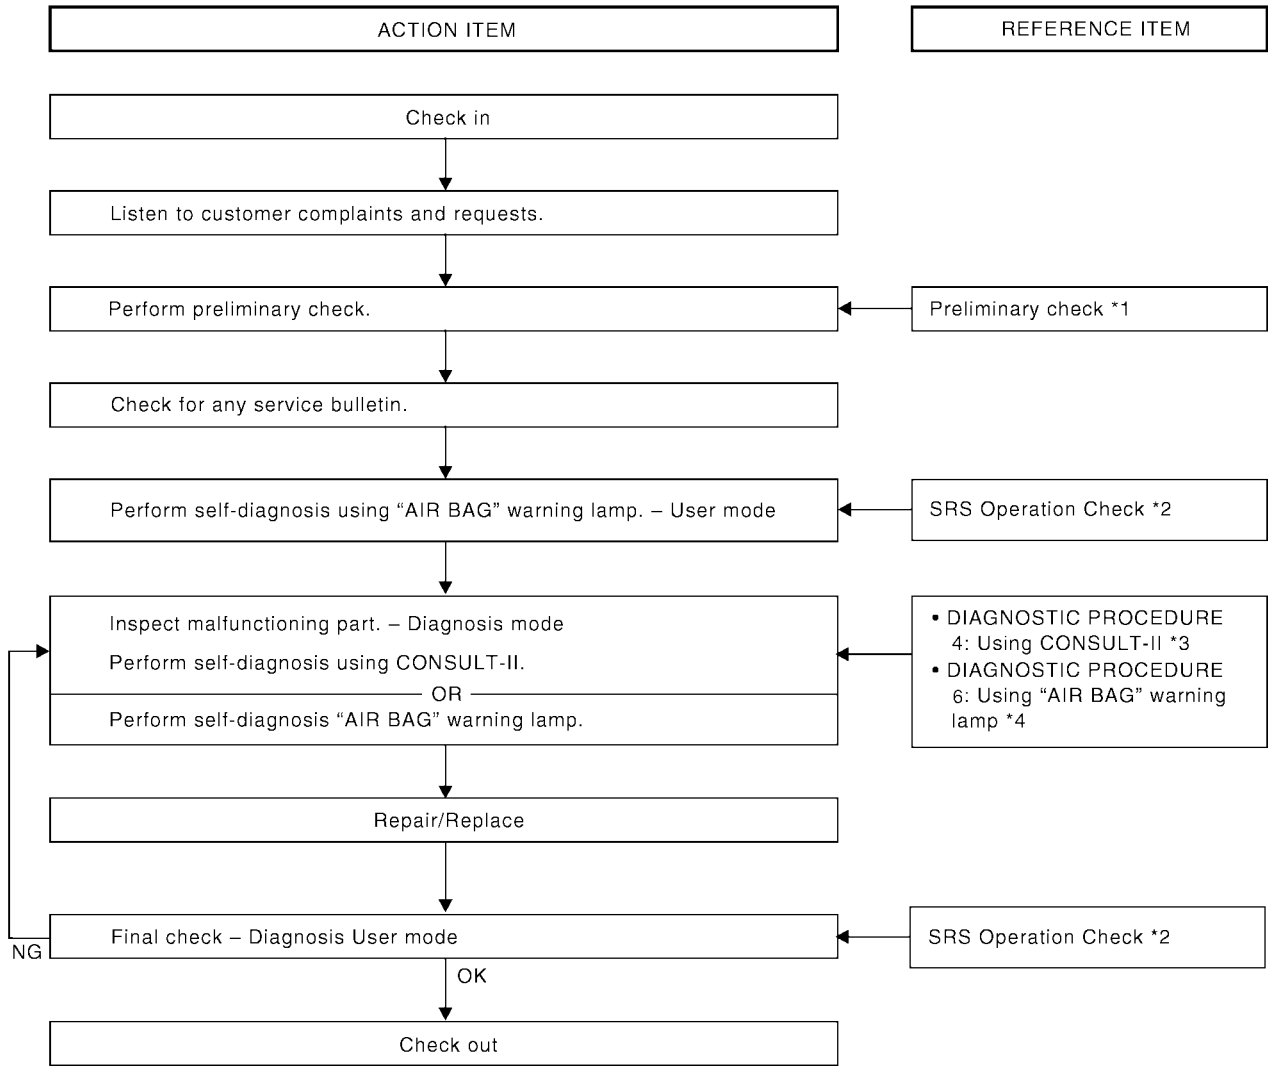 ACTION ITEM
REFERENCE ITEM
Check in
Listen to customer complaints and requests.
Perform preliminary check.
Preliminary check *1
Check for any service bulletin.
Perform self-diagnosis using “AIR BAG” warning lamp. – User mode
SRS Operation Check *2
Inspect malfunctioning part. – Diagnosis mode
Perform self-diagnosis using CONSULT-II.
OR
Perform self-diagnosis “AIR BAG” warning lamp.
• DIAGNOSTIC PROCEDURE
4: Using CONSULT-II *3
• DIAGNOSTIC PROCEDURE
6: Using “AIR BAG” warning
lamp *4
Repair/Replace
Final check – Diagnosis User mode
SRS Operation Check *2
NG
OK
Check out